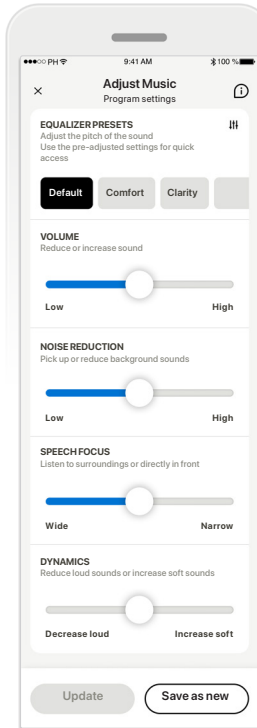 PH 9:41 AM 100 %
Adjust Music
Program settings
EQUALIZER PRESETS
Adjust the pitch of the sound
Use the pre-adjusted settings for quick
access
Default Comfort Clarity
VOLUME
Reduce or increase sound
Low High
NOISE REDUCTION
Pick up or reduce background sounds
Low High
SPEECH FOCUS
Listen to surroundings or directly in front
Wide Narrow
DYNAMICS
Reduce loud sounds or increase soft sounds
Decrease loud Increase soft
Update Save as new